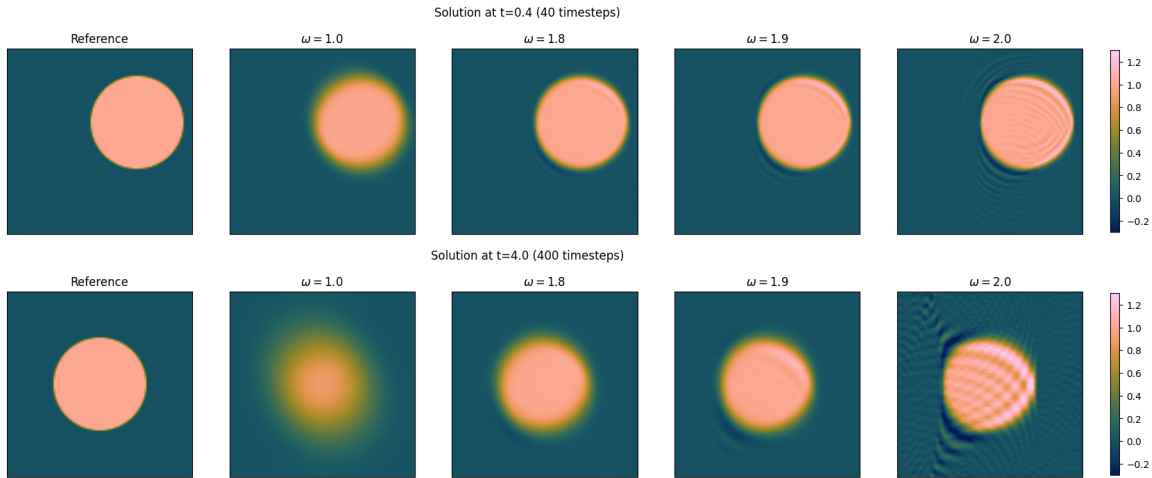 Solution at t=0.4 (40 timesteps)
Reference
ω = 1.0
ω = 1.8
ω = 1.9
ω = 2.0
1.2
1.0
0.8
0.6
0.4
0.2
0.0
−0.2
Solution at t=4.0 (400 timesteps)
Reference
ω = 1.0
ω = 1.8
ω = 1.9
ω = 2.0
1.2
1.0
0.8
0.6
0.4
0.2
0.0
−0.2